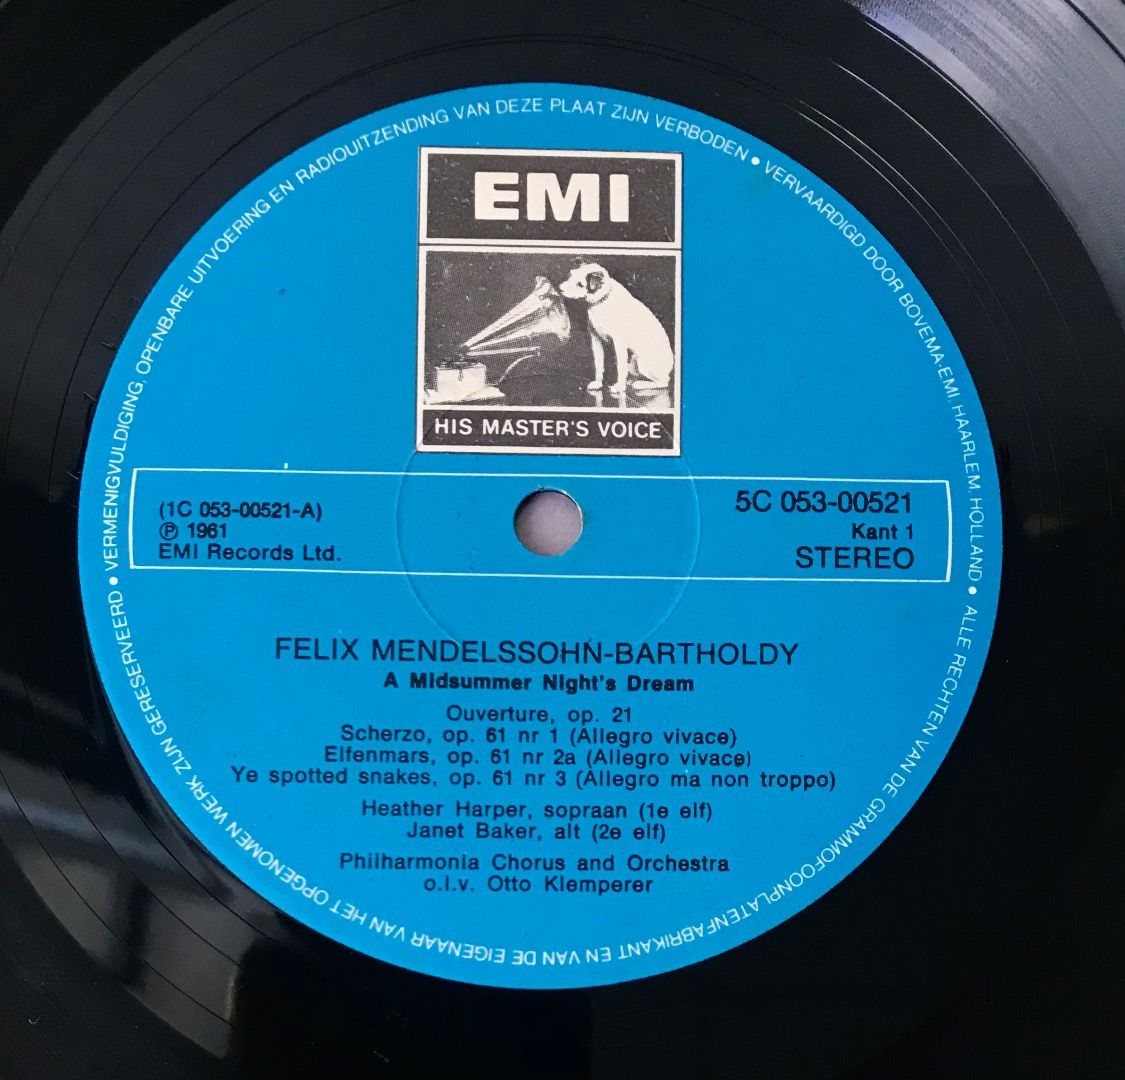 EMI
HIS MASTER'S VOICE
(1C 053-00521-A)
℗ 1961
EMI Records Ltd.
5C 053-00521
Kant 1
STEREO
FELIX MENDELSSOHN-BARTHOLDY
A Midsummer Night's Dream
Ouverture, op. 21
Scherzo, op. 61 nr 1 (Allegro vivace)
Elfenmars, op. 61 nr 2a (Allegro vivace)
Ye spotted snakes, op. 61 nr 3 (Allegro ma non troppo)
Heather Harper, sopraan (1e elf)
Janet Baker, alt (2e elf)
Philharmonia Chorus and Orchestra
o.l.v. Otto Klemperer
ALLE RECHTEN VAN DE GRAMMOFOONPLATENFABRIKANT EN VAN DE EIGENAAR VAN HET OPGENOMEN WERK ZIJN GERESERVEERD • VERMENIGVULDIGING, OPENBARE UITVOERING EN RADIOUITZENDING VAN DEZE PLAAT ZIJN VERBODEN • VERVAARDIGD DOOR BOVEMA-EMI, HAARLEM, HOLLAND •